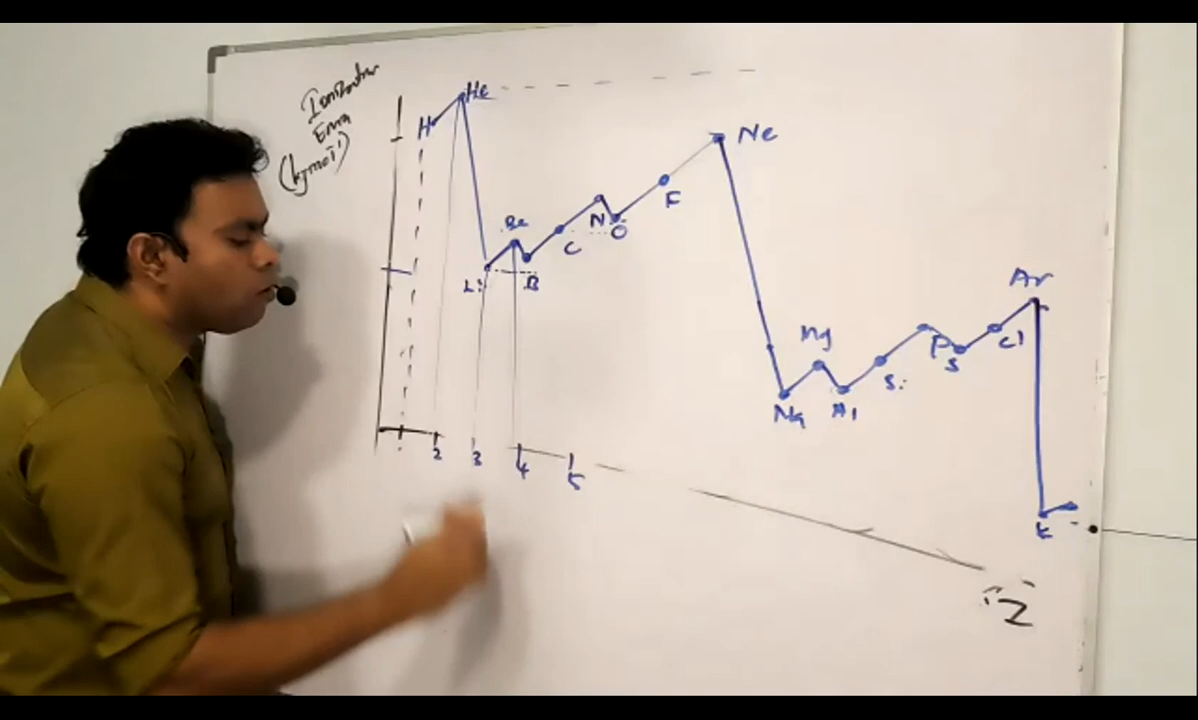 Ionization
Energy
(kJ mol⁻¹)
He
H
Ne
Be
N
O
F
C
Li
B
Ar
Mg
P
S
Cl
Si
Na
Al
2
3
4
5
K
Z